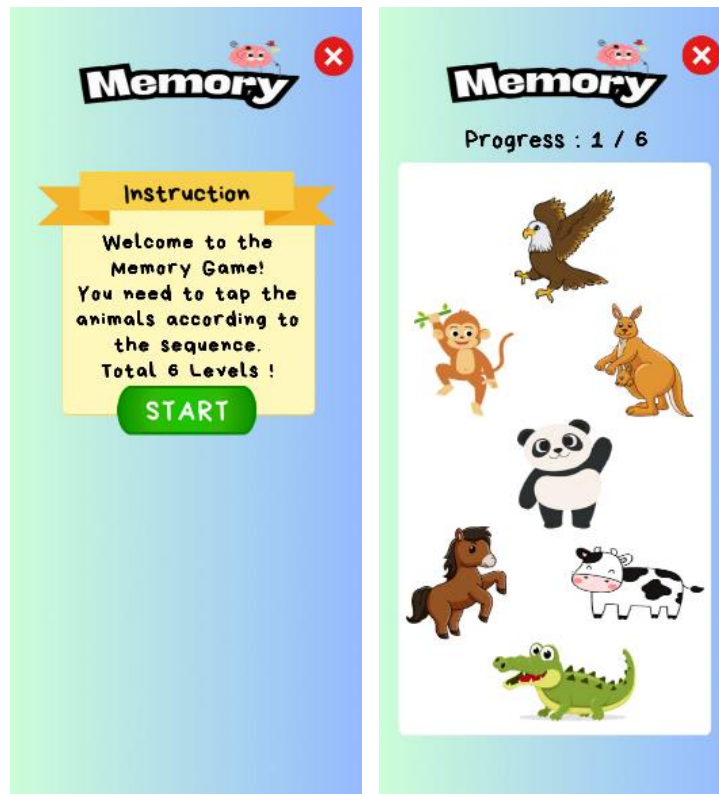 Memory
Instruction
Welcome to the
Memory Game!
You need to tap the
animals according to
the sequence.
Total 6 Levels !
START
Memory
Progress : 1 / 6